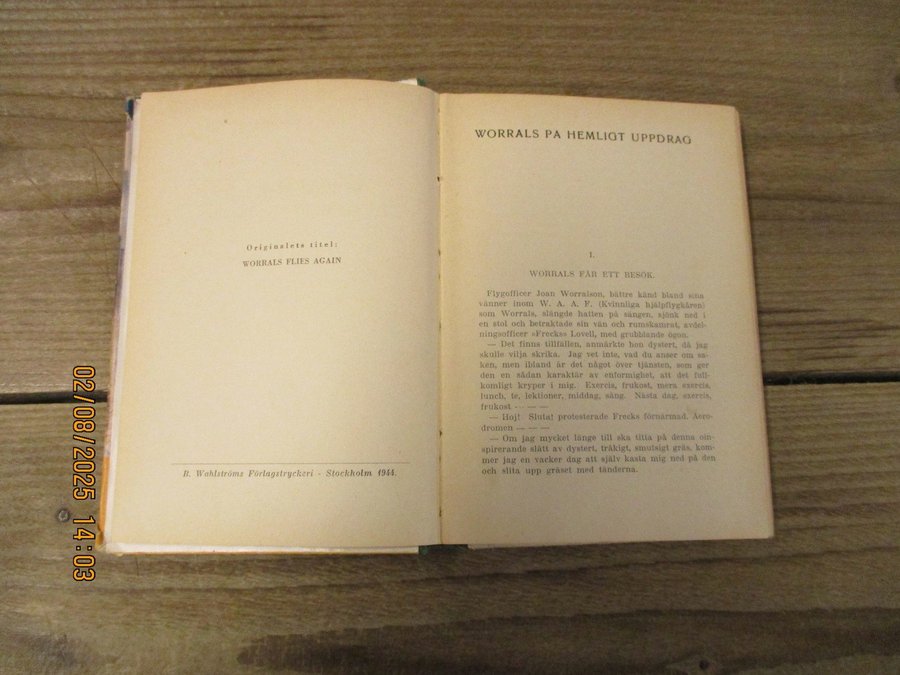 Originalets titel:
WORRALS FLIES AGAIN
B. Wahlströms Förlagstryckeri - Stockholm 1944.
WORRALS PÅ HEMLIGT UPPDRAG
1.
WORRALS FÅR ETT BESÖK.
Flygofficer Joan Worralson, bättre känd bland sina
vänner inom W. A. A. F. (Kvinnliga hjälpflygkåren)
som Worrals, slängde hatten på sängen, sjönk ned i
en stol och betraktade sin vän och rumskamrat, avdel-
ningsofficer »Frecks» Lovell, med grubblande ögon.
— Det finns tillfällen, anmärkte hon dystert, då jag
skulle vilja skrika. Jag vet inte, vad du anser om sa-
ken, men ibland är det något över tjänsten, som ger
den en sådan karaktär av enformighet, att det full-
komligt kryper i mig. Exercis, frukost, mera exercis,
lunch, te, lektioner, middag, säng. Nästa dag, exercis,
frukost — — —
— Hoj! Sluta! protesterade Frecks förnärmad. Aero-
dromen — — —
— Om jag mycket länge till ska titta på denna oin-
spirerande slätt av dystert, tråkigt, smutsigt gräs, kom-
mer jag en vacker dag att själv kasta mig ned på den
och slita upp gräset med tänderna.
02/08/2025 14:03